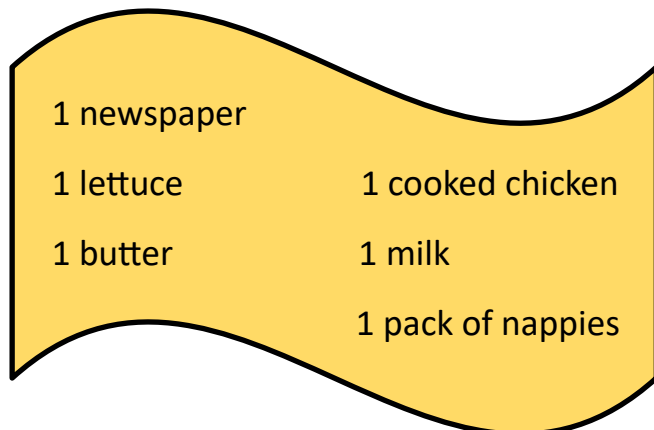 1 newspaper
1 lettuce
1 butter
1 cooked chicken
1 milk
1 pack of nappies